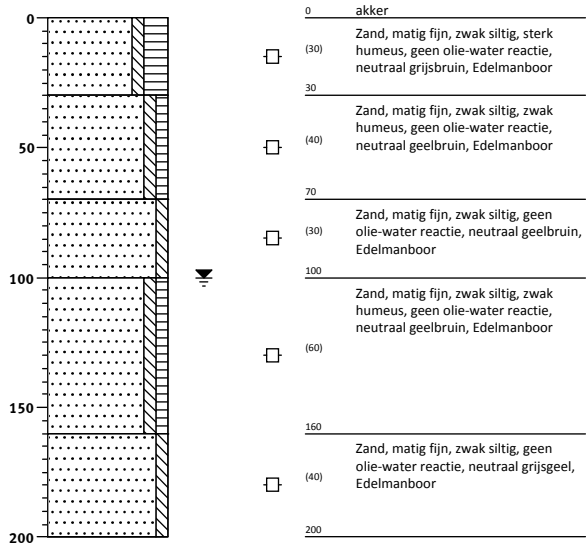 0
50
100
150
200
0 akker
(30)
Zand, matig fijn, zwak siltig, sterk
humeus, geen olie-water reactie,
neutraal grijsbruin, Edelmanboor
30
(40)
Zand, matig fijn, zwak siltig, zwak
humeus, geen olie-water reactie,
neutraal geelbruin, Edelmanboor
70
(30)
Zand, matig fijn, zwak siltig, geen
olie-water reactie, neutraal geelbruin,
Edelmanboor
100
(60)
Zand, matig fijn, zwak siltig, zwak
humeus, geen olie-water reactie,
neutraal geelbruin, Edelmanboor
160
(40)
Zand, matig fijn, zwak siltig, geen
olie-water reactie, neutraal grijsgeel,
Edelmanboor
200